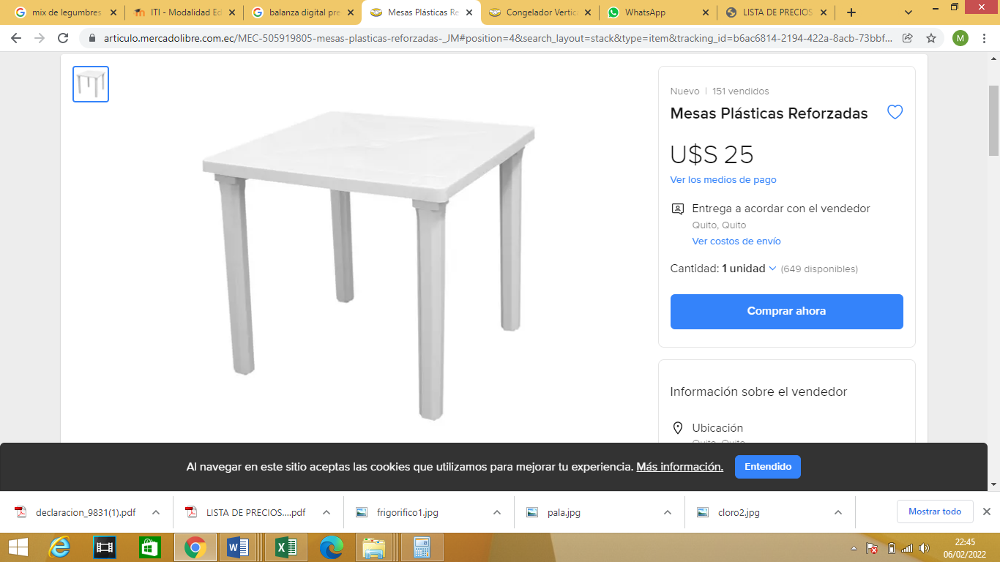 mix de legumbres
ITI - Modalidad Ed
balanza digital pre
Mesas Plásticas Re
Congelador Vertic
WhatsApp
LISTA DE PRECIOS
articulo.mercadolibre.com.ec/MEC-505919805-mesas-plasticas-reforzadas-_JM#position=4&search_layout=stack&type=item&tracking_id=b6ac6814-2194-422a-8acb-73bbf...
M
Nuevo | 151 vendidos
Mesas Plásticas Reforzadas
U$S 25
Ver los medios de pago
Entrega a acordar con el vendedor
Quito, Quito
Ver costos de envío
Cantidad: 1 unidad (649 disponibles)
Comprar ahora
Información sobre el vendedor
Ubicación
Quito, Quito
Al navegar en este sitio aceptas las cookies que utilizamos para mejorar tu experiencia. Más información.
Entendido
declaracion_9831(1).pdf
LISTA DE PRECIOS....pdf
frigorifico1.jpg
pala.jpg
cloro2.jpg
Mostrar todo
22:45
06/02/2022